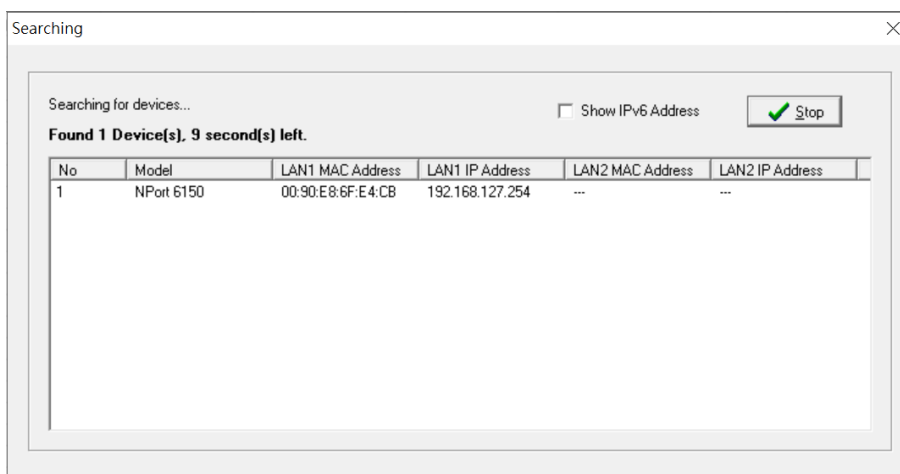 Searching
Searching for devices...
Show IPv6 Address
Stop
Found 1 Device(s), 9 second(s) left.
No Model LAN1 MAC Address LAN1 IP Address LAN2 MAC Address LAN2 IP Address
1 NPort 6150 00:90:E8:6F:E4:CB 192.168.127.254 --- ---